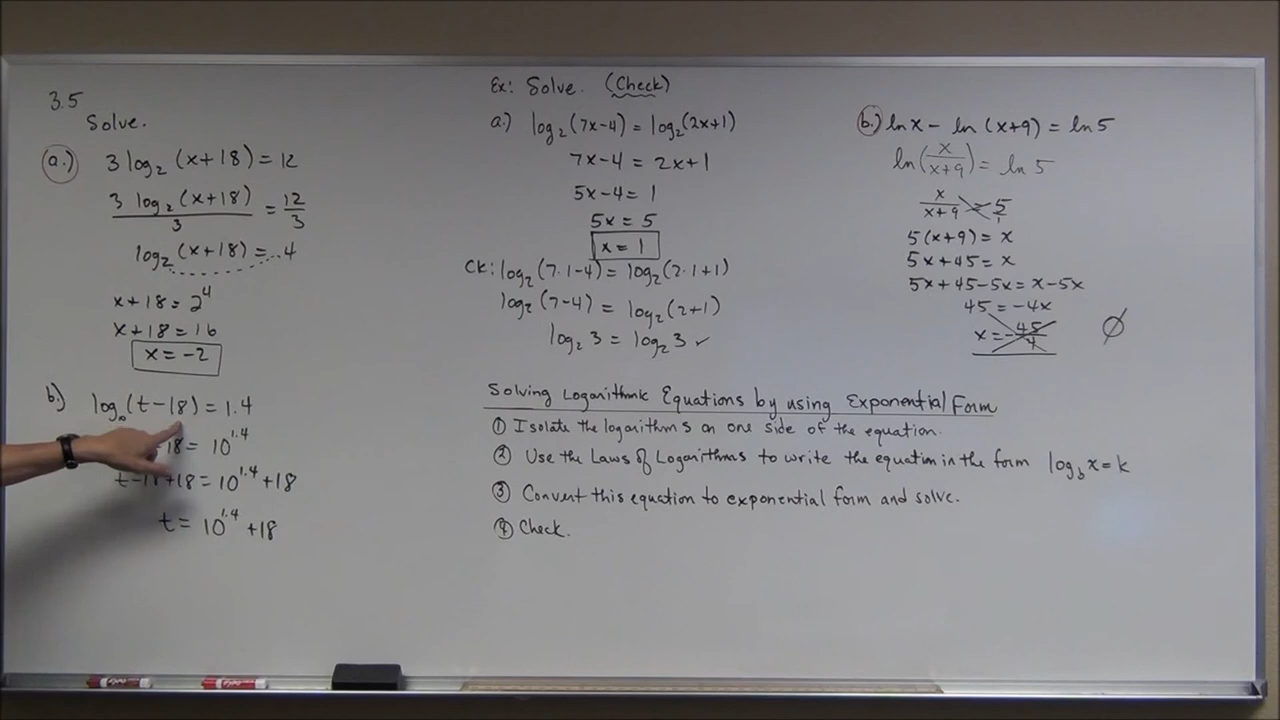 3.5
Solve.
a.) 3 log₂ (x+18) = 12
3 log₂ (x+18) / 3 = 12/3
log₂ (x+18) = 4
x+18 = 2⁴
x+18 = 16
x = -2
b.) log₁₀ (t-18) = 1.4
-18 = 10^1.4
t-18+18 = 10^1.4 +18
t = 10^1.4 +18
Ex: Solve. (Check)
a.) log₂ (7x-4) = log₂ (2x+1)
7x-4 = 2x+1
5x-4 = 1
5x = 5
x = 1
CK: log₂ (7·1-4) = log₂ (2·1+1)
log₂ (7-4) = log₂ (2+1)
log₂ 3 = log₂ 3 ✓
b.) ln x - ln (x+9) = ln 5
ln (x/(x+9)) = ln 5
x/(x+9) = 5/1
5(x+9) = x
5x+45 = x
5x+45-5x = x-5x
45 = -4x
x = -45/4 ∅
Solving Logarithmic Equations by using Exponential Form
① Isolate the logarithms on one side of the equation.
② Use the Laws of Logarithms to write the equation in the form log_b x = k
③ Convert this equation to exponential form and solve.
④ Check.